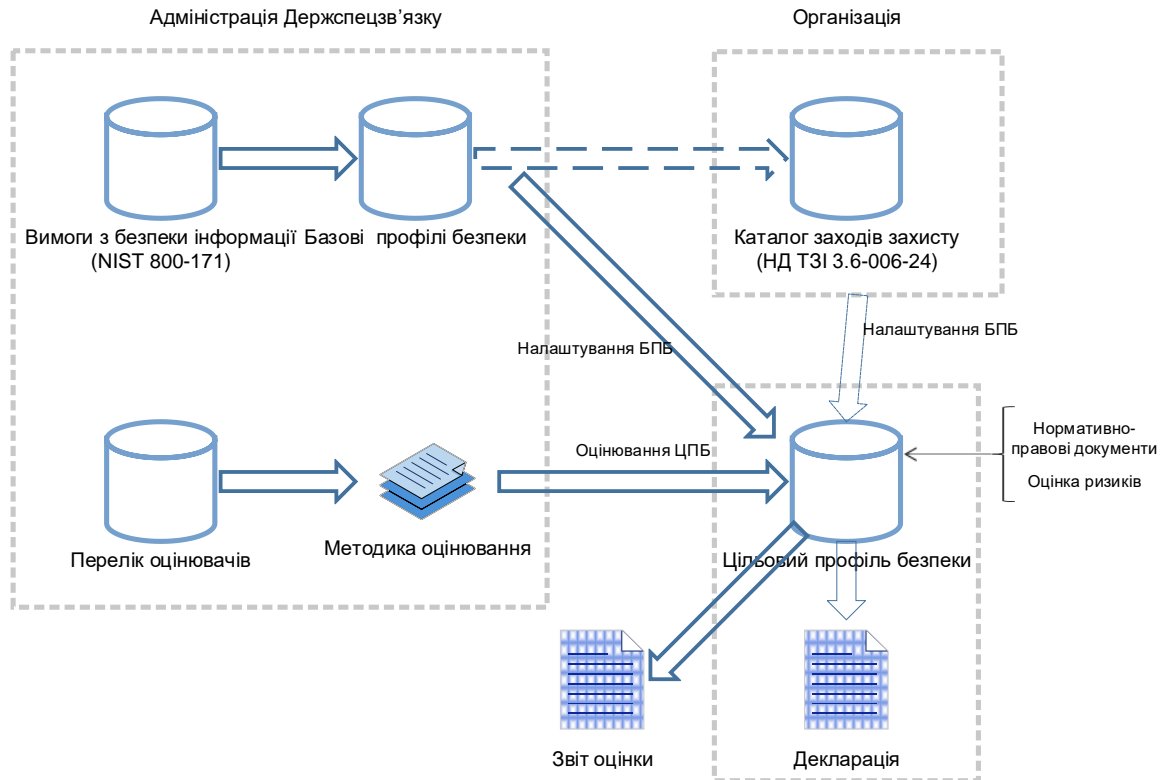 Адміністрація Держспецзв’язку
Організація
Вимоги з безпеки інформації
(NIST 800-171)
Базові профілі безпеки
Каталог заходів захисту
(НД ТЗІ 3.6-006-24)
Налаштування БПБ
Налаштування БПБ
Нормативно-
правові документи
Оцінка ризиків
Оцінювання ЦПБ
Перелік оцінювачів
Методика оцінювання
Цільовий профіль безпеки
Звіт оцінки
Декларація